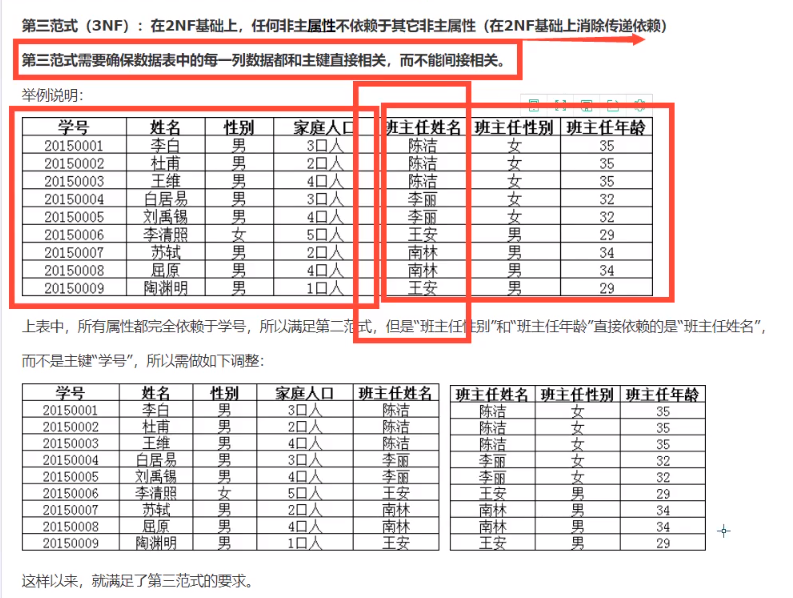 第三范式（3NF）：在2NF基础上，任何非主属性不依赖于其它非主属性（在2NF基础上消除传递依赖）
第三范式需要确保数据表中的每一列数据都和主键直接相关，而不能间接相关。
举例说明：
学号 姓名 性别 家庭人口 班主任姓名 班主任性别 班主任年龄
20150001 李白 男 3口人 陈洁 女 35
20150002 杜甫 男 2口人 陈洁 女 35
20150003 王维 男 4口人 陈洁 女 35
20150004 白居易 男 3口人 李丽 女 32
20150005 刘禹锡 男 4口人 李丽 女 32
20150006 李清照 女 5口人 王安 男 29
20150007 苏轼 男 2口人 南林 男 34
20150008 屈原 男 4口人 南林 男 34
20150009 陶渊明 男 1口人 王安 男 29
上表中，所有属性都完全依赖于学号，所以满足第二范式，但是“班主任性别”和“班主任年龄”直接依赖的是“班主任姓名”，
而不是主键“学号”，所以需做如下调整：
学号 姓名 性别 家庭人口 班主任姓名 班主任姓名 班主任性别 班主任年龄
20150001 李白 男 3口人 陈洁 陈洁 女 35
20150002 杜甫 男 2口人 陈洁 陈洁 女 35
20150003 王维 男 4口人 陈洁 陈洁 女 35
20150004 白居易 男 3口人 李丽 李丽 女 32
20150005 刘禹锡 男 4口人 李丽 李丽 女 32
20150006 李清照 女 5口人 王安 王安 男 29
20150007 苏轼 男 2口人 南林 南林 男 34
20150008 屈原 男 4口人 南林 南林 男 34
20150009 陶渊明 男 1口人 王安 王安 男 29
这样以来，就满足了第三范式的要求。